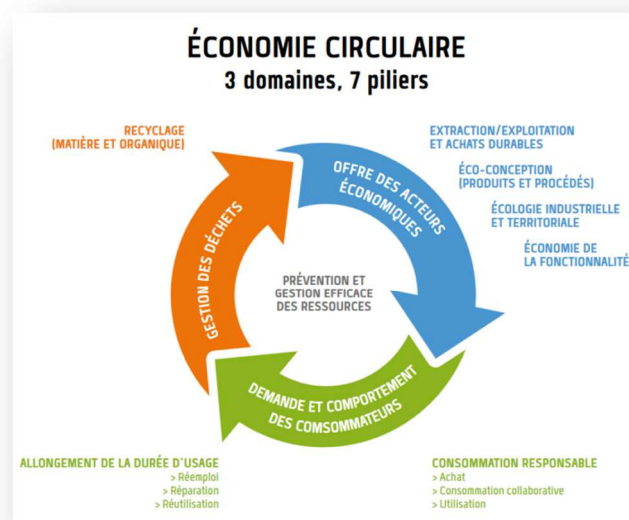 ÉCONOMIE CIRCULAIRE
3 domaines, 7 piliers
RECYCLAGE
(MATIÈRE ET ORGANIQUE)
EXTRACTION/EXPLOITATION
ET ACHATS DURABLES
ÉCO-CONCEPTION
(PRODUITS ET PROCÉDÉS)
ÉCOLOGIE INDUSTRIELLE
ET TERRITORIALE
ÉCONOMIE DE
LA FONCTIONNALITÉ
OFFRE DES ACTEURS
ÉCONOMIQUES
GESTION DES DÉCHETS
PRÉVENTION ET
GESTION EFFICACE
DES RESSOURCES
DEMANDE ET COMPORTEMENT
DES COMSOMMATEURS
ALLONGEMENT DE LA DURÉE D'USAGE
> Réemploi
> Réparation
> Réutilisation
CONSOMMATION RESPONSABLE
> Achat
> Consommation collaborative
> Utilisation